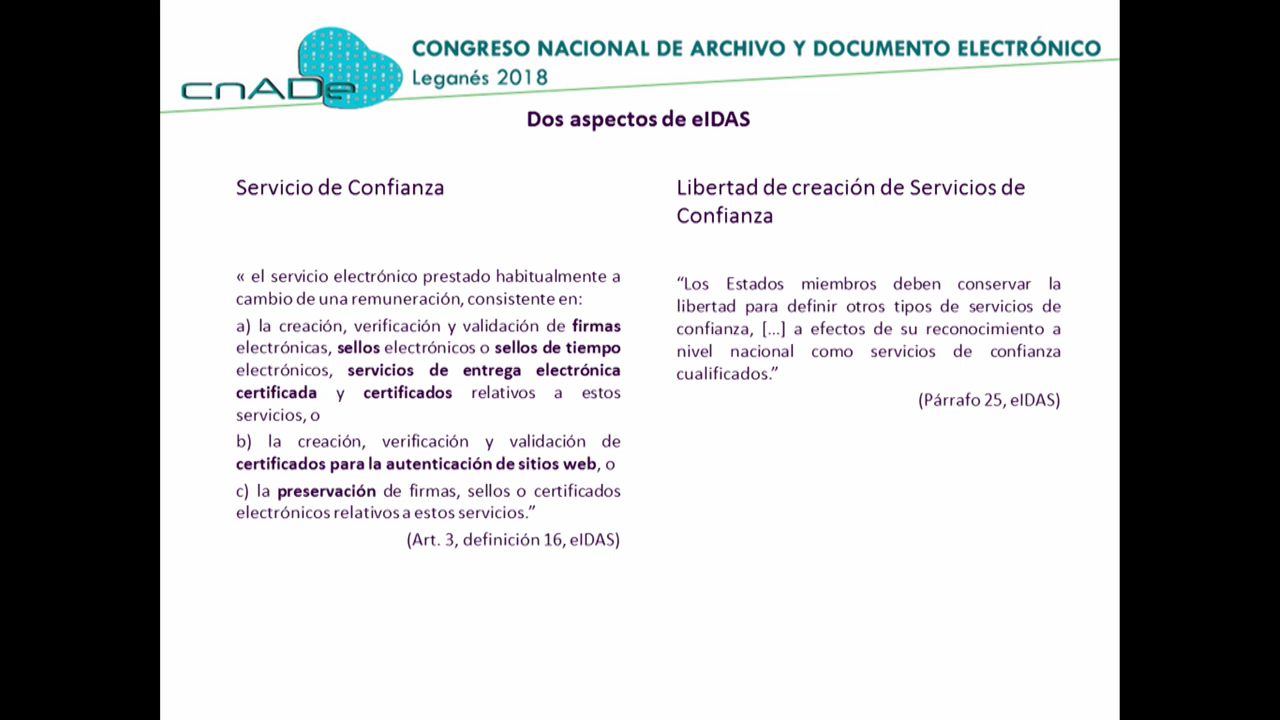 cnADe
CONGRESO NACIONAL DE ARCHIVO Y DOCUMENTO ELECTRÓNICO
Leganés 2018
Dos aspectos de eIDAS
Servicio de Confianza
« el servicio electrónico prestado habitualmente a
cambio de una remuneración, consistente en:
a) la creación, verificación y validación de firmas
electrónicas, sellos electrónicos o sellos de tiempo
electrónicos, servicios de entrega electrónica
certificada y certificados relativos a estos
servicios, o
b) la creación, verificación y validación de
certificados para la autenticación de sitios web, o
c) la preservación de firmas, sellos o certificados
electrónicos relativos a estos servicios.”
(Art. 3, definición 16, eIDAS)
Libertad de creación de Servicios de
Confianza
“Los Estados miembros deben conservar la
libertad para definir otros tipos de servicios de
confianza, [...] a efectos de su reconocimiento a
nivel nacional como servicios de confianza
cualificados.”
(Párrafo 25, eIDAS)